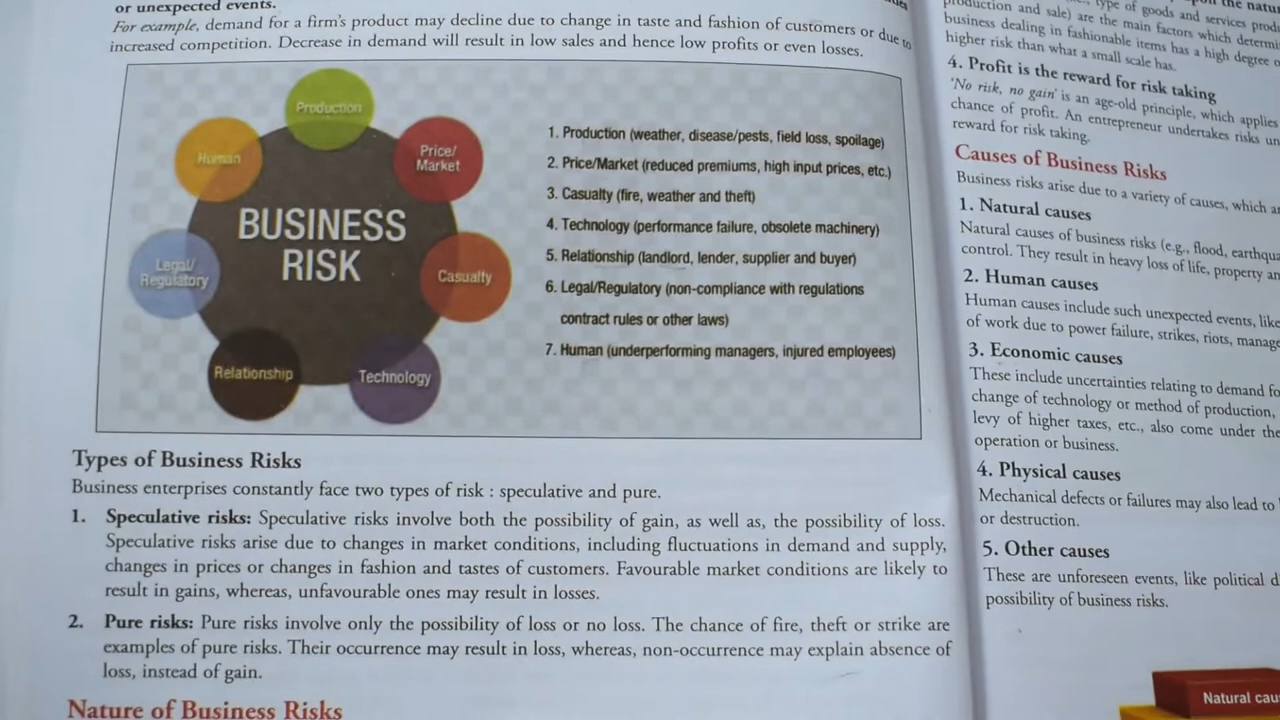 or unexpected events.
For example, demand for a firm's product may decline due to change in taste and fashion of customers or due to
increased competition. Decrease in demand will result in low sales and hence low profits or even losses.
Production
Human
Price/
Market
BUSINESS
RISK
Legal/
Regulatory
Casualty
Relationship
Technology
1. Production (weather, disease/pests, field loss, spoilage)
2. Price/Market (reduced premiums, high input prices, etc.)
3. Casualty (fire, weather and theft)
4. Technology (performance failure, obsolete machinery)
5. Relationship (landlord, lender, supplier and buyer)
6. Legal/Regulatory (non-compliance with regulations
contract rules or other laws)
7. Human (underperforming managers, injured employees)
Types of Business Risks
Business enterprises constantly face two types of risk : speculative and pure.
1. Speculative risks: Speculative risks involve both the possibility of gain, as well as, the possibility of loss.
Speculative risks arise due to changes in market conditions, including fluctuations in demand and supply,
changes in prices or changes in fashion and tastes of customers. Favourable market conditions are likely to
result in gains, whereas, unfavourable ones may result in losses.
2. Pure risks: Pure risks involve only the possibility of loss or no loss. The chance of fire, theft or strike are
examples of pure risks. Their occurrence may result in loss, whereas, non-occurrence may explain absence of
loss, instead of gain.
Nature of Business Risks
type of goods and services
production and sale) are the main factors which
business dealing in fashionable items has a high degree
higher risk than what a small scale has.
4. Profit is the reward for risk taking
'No risk, no gain' is an age-old principle, which applies
chance of profit. An entrepreneur undertakes risks
reward for risk taking.
Causes of Business Risks
Business risks arise due to a variety of causes, which
1. Natural causes
Natural causes of business risks (e.g., flood,
control. They result in heavy loss of life, property
2. Human causes
Human causes include such unexpected events, like
of work due to power failure, strikes, riots,
3. Economic causes
These include uncertainties relating to demand
change of technology or method of production,
levy of higher taxes, etc., also come under the
operation or business.
4. Physical causes
Mechanical defects or failures may also lead to
or destruction.
5. Other causes
These are unforeseen events, like political
possibility of business risks.
Natural